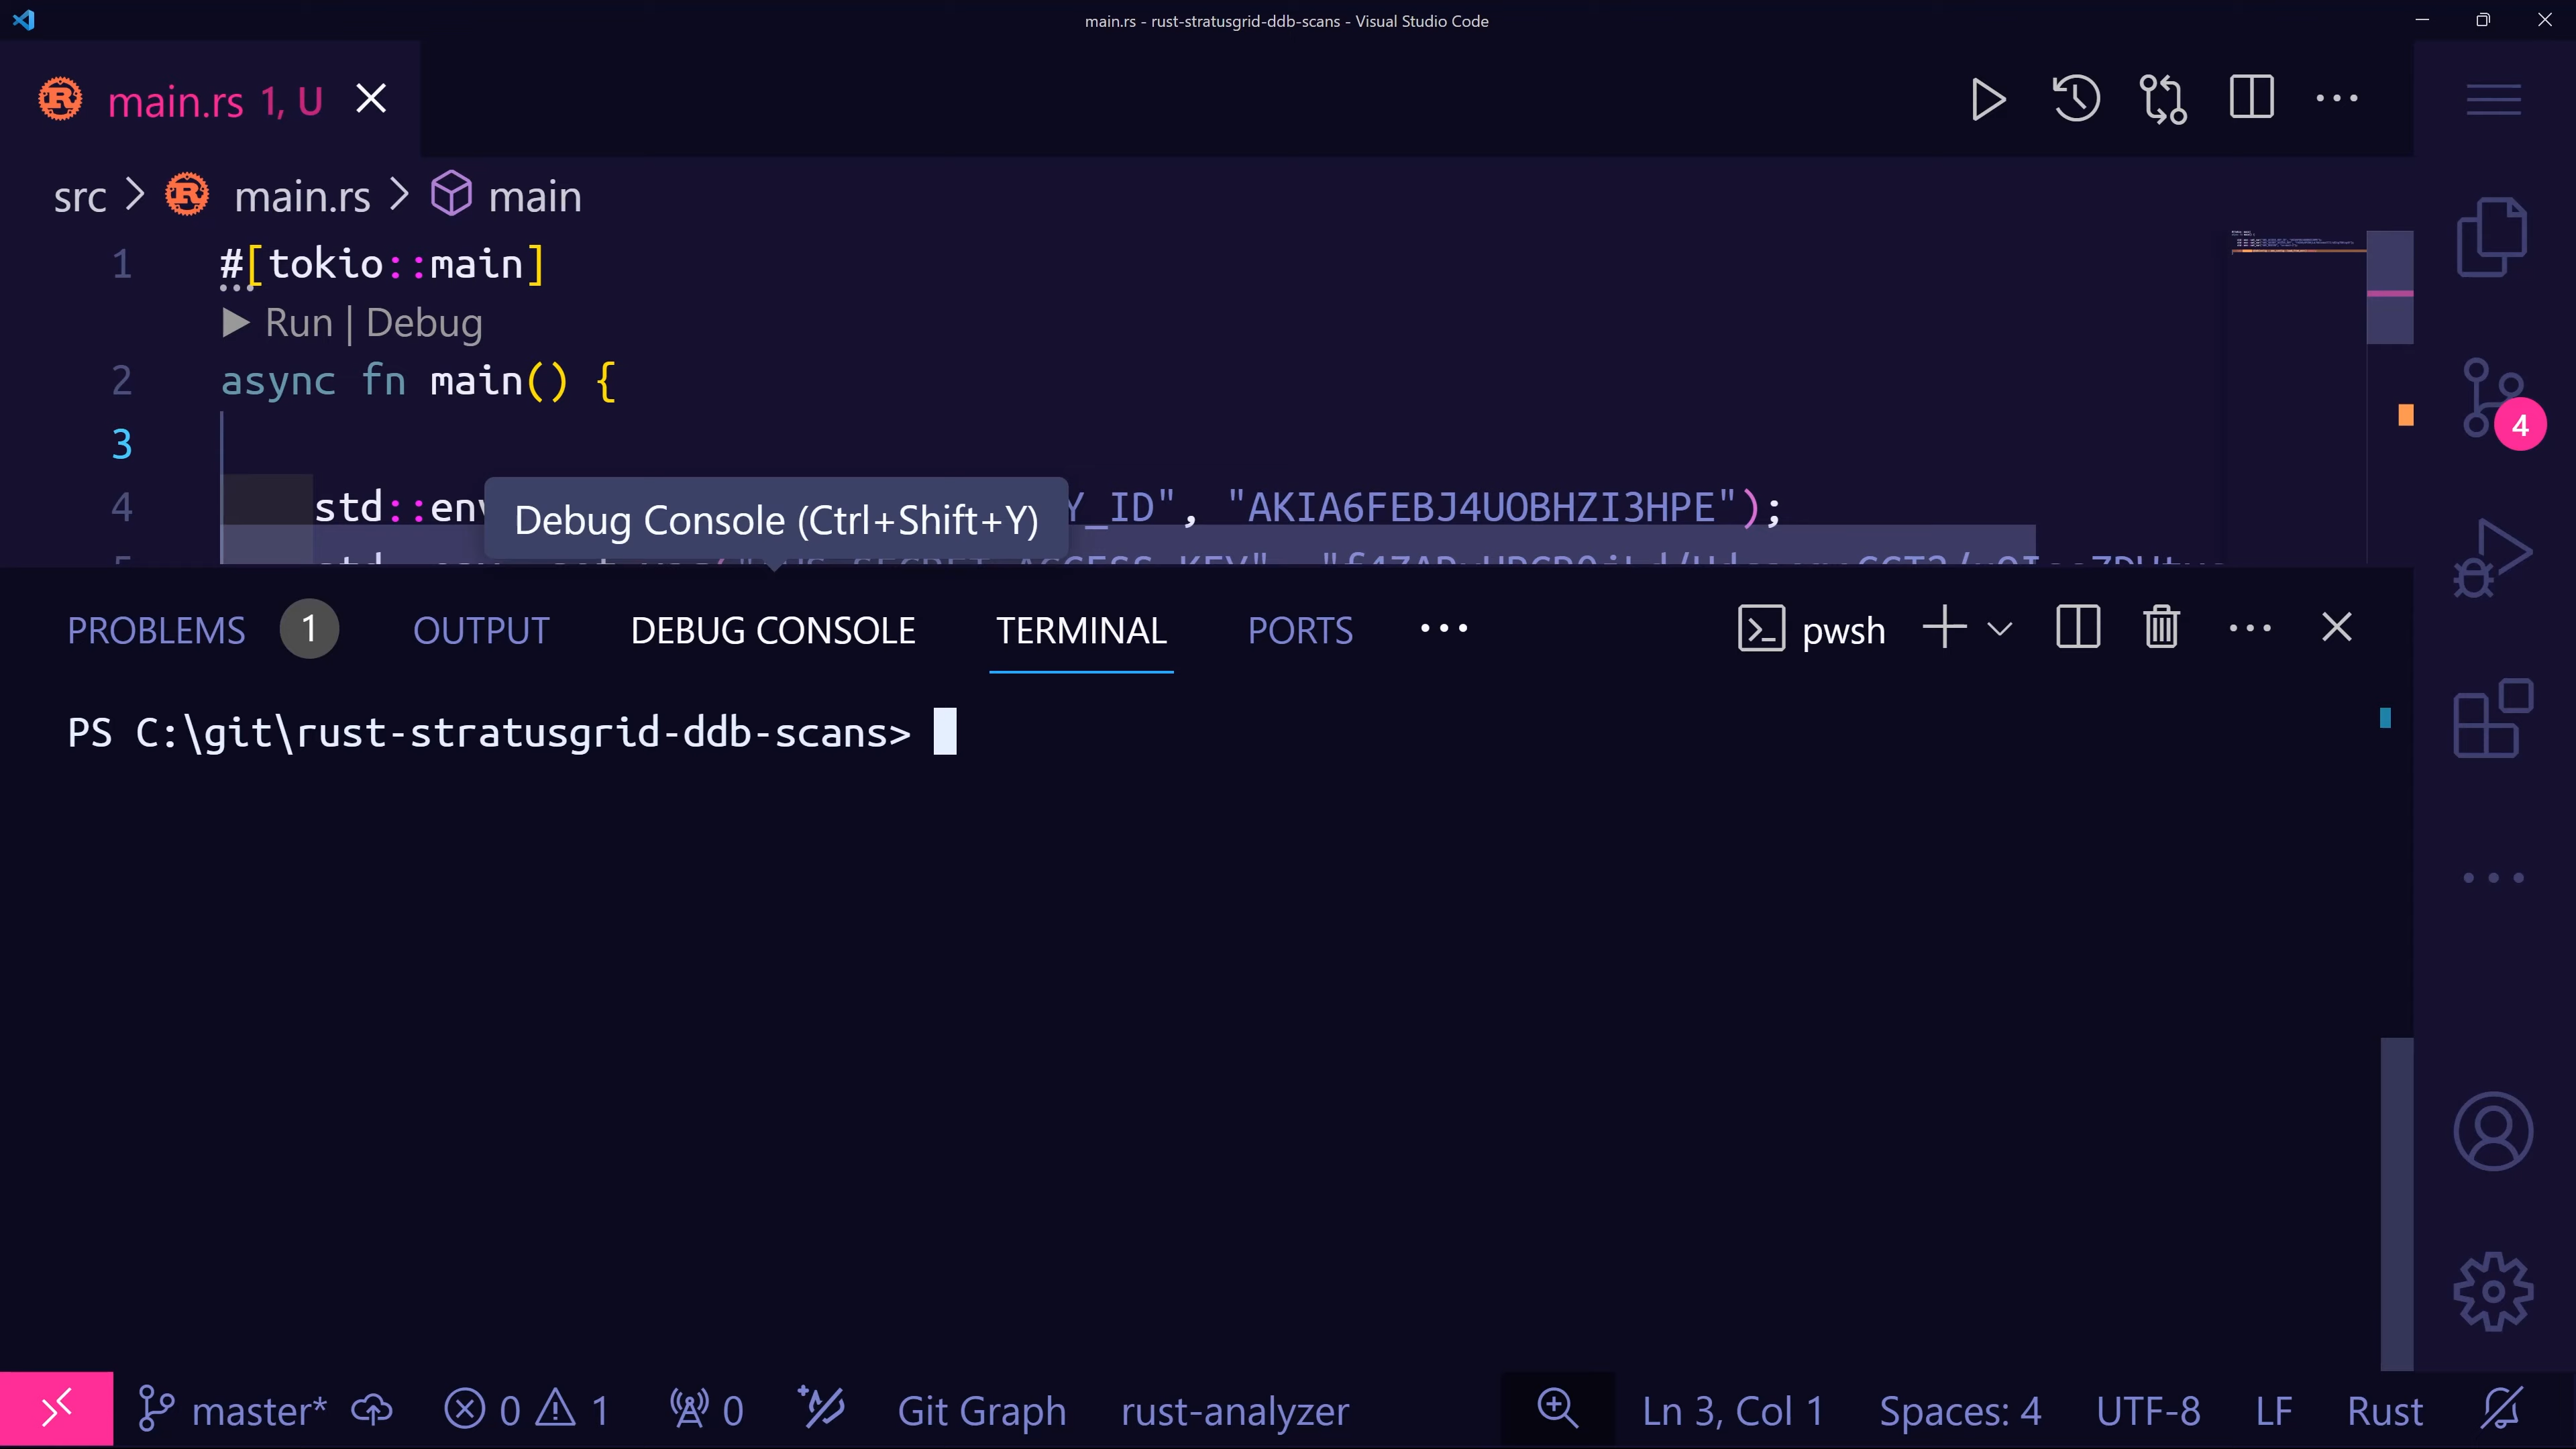 main.rs - rust-stratusgrid-ddb-scans - Visual Studio Code
main.rs 1, U
src > main.rs > main
1 #[tokio::main]
Run | Debug
2 async fn main() {
3
4 std::env Y_ID", "AKIA6FEBJ4UOBHZI3HPE");
Debug Console (Ctrl+Shift+Y)
PROBLEMS 1 OUTPUT DEBUG CONSOLE TERMINAL PORTS ... pwsh
PS C:\git\rust-stratusgrid-ddb-scans>
4
master* 0 1 0 Git Graph rust-analyzer Ln 3, Col 1 Spaces: 4 UTF-8 LF Rust